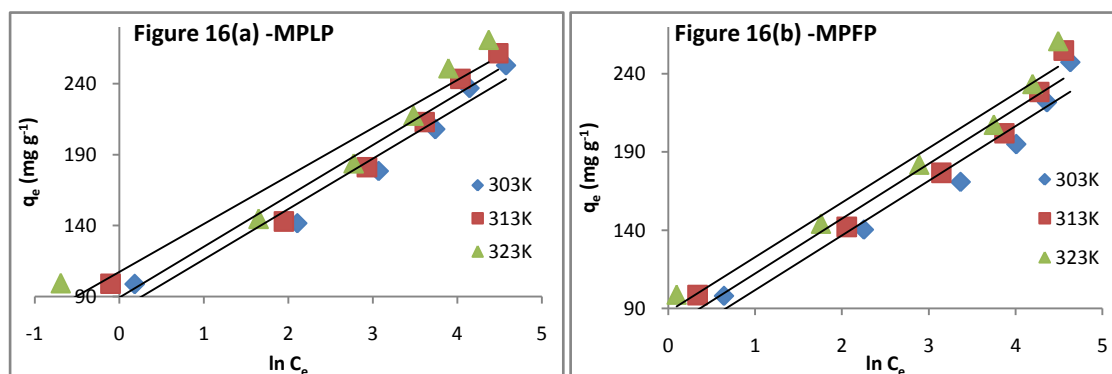 Figure 16(a) -MPLP
240
190
140
90
qe (mg g-1)
303K
313K
323K
-1 0 1 2 3 4 5
ln Ce
Figure 16(b) -MPFP
240
190
140
90
qe (mg g-1)
303K
313K
323K
0 1 2 3 4 5
ln Ce